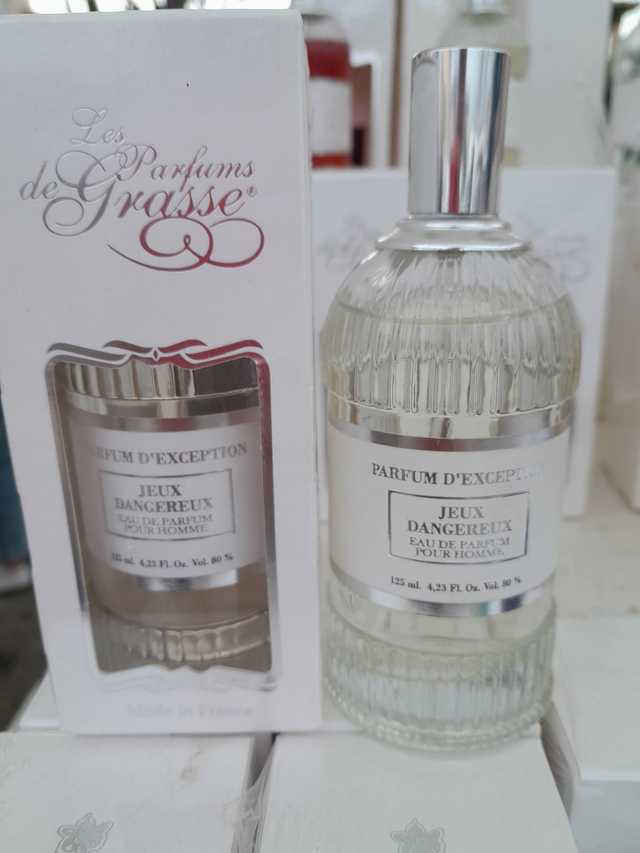 Les
Parfums
de Grasse®
PARFUM D'EXCEPTION
JEUX
DANGEREUX
EAU DE PARFUM
POUR HOMME
125 ml. 4,23 Fl. Oz. Vol. 80 %
Made in France
PARFUM D'EXCEPTION
JEUX
DANGEREUX
EAU DE PARFUM
POUR HOMME
125 ml. 4,23 Fl. Oz. Vol. 80 %